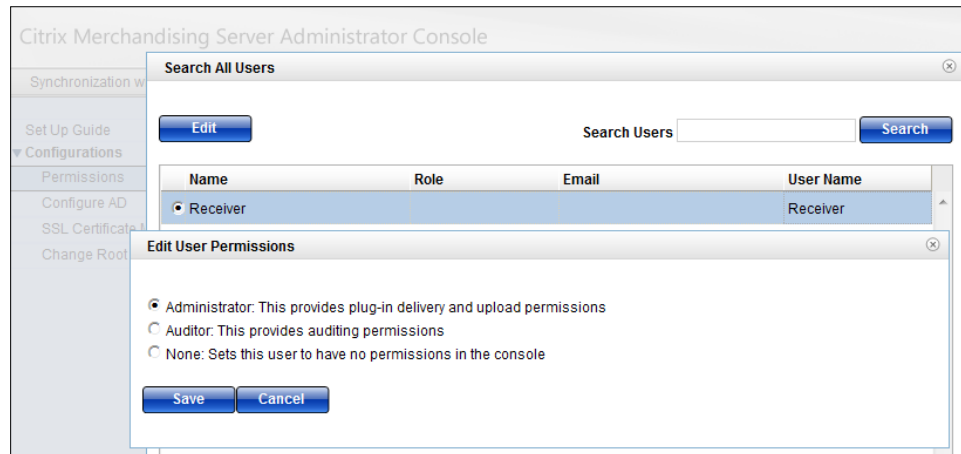 Citrix Merchandising Server Administrator Console
Search All Users
Synchronization w
Edit
Search Users
Search
Set Up Guide
Configurations
Permissions
Configure AD
SSL Certificate
Change Root
Name Role Email User Name
Receiver Receiver
Edit User Permissions
Administrator: This provides plug-in delivery and upload permissions
Auditor: This provides auditing permissions
None: Sets this user to have no permissions in the console
Save Cancel